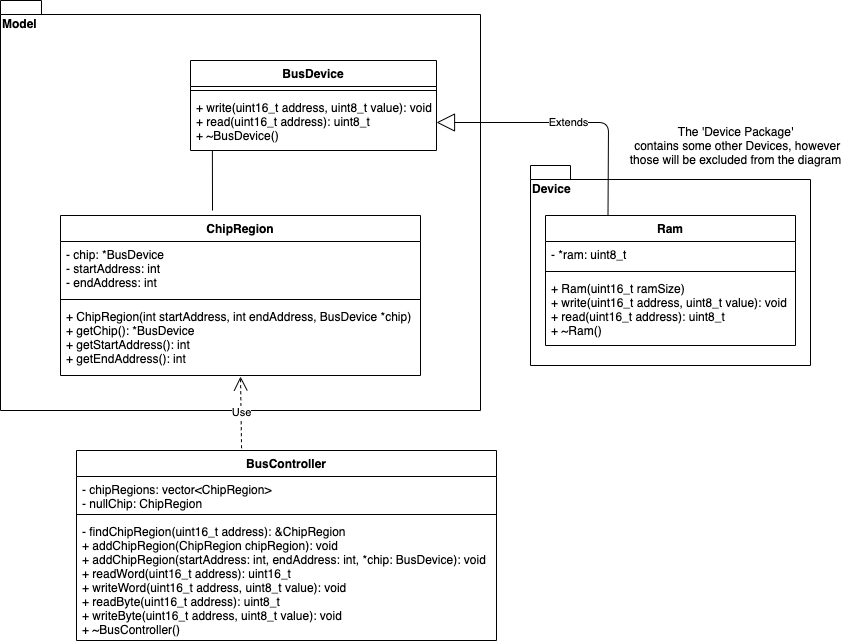 Model
BusDevice
+ write(uint16_t address, uint8_t value): void
+ read(uint16_t address): uint8_t
+ ~BusDevice()
Extends
The 'Device Package'
contains some other Devices, however
those will be excluded from the diagram
Device
Ram
- *ram: uint8_t
+ Ram(uint16_t ramSize)
+ write(uint16_t address, uint8_t value): void
+ read(uint16_t address): uint8_t
+ ~Ram()
ChipRegion
- chip: *BusDevice
- startAddress: int
- endAddress: int
+ ChipRegion(int startAddress, int endAddress, BusDevice *chip)
+ getChip(): *BusDevice
+ getStartAddress(): int
+ getEndAddress(): int
Use
BusController
- chipRegions: vector<ChipRegion>
- nullChip: ChipRegion
- findChipRegion(uint16_t address): &ChipRegion
+ addChipRegion(ChipRegion chipRegion): void
+ addChipRegion(startAddress: int, endAddress: int, *chip: BusDevice): void
+ readWord(uint16_t address): uint16_t
+ writeWord(uint16_t address, uint8_t value): void
+ readByte(uint16_t address): uint8_t
+ writeByte(uint16_t address, uint8_t value): void
+ ~BusController()